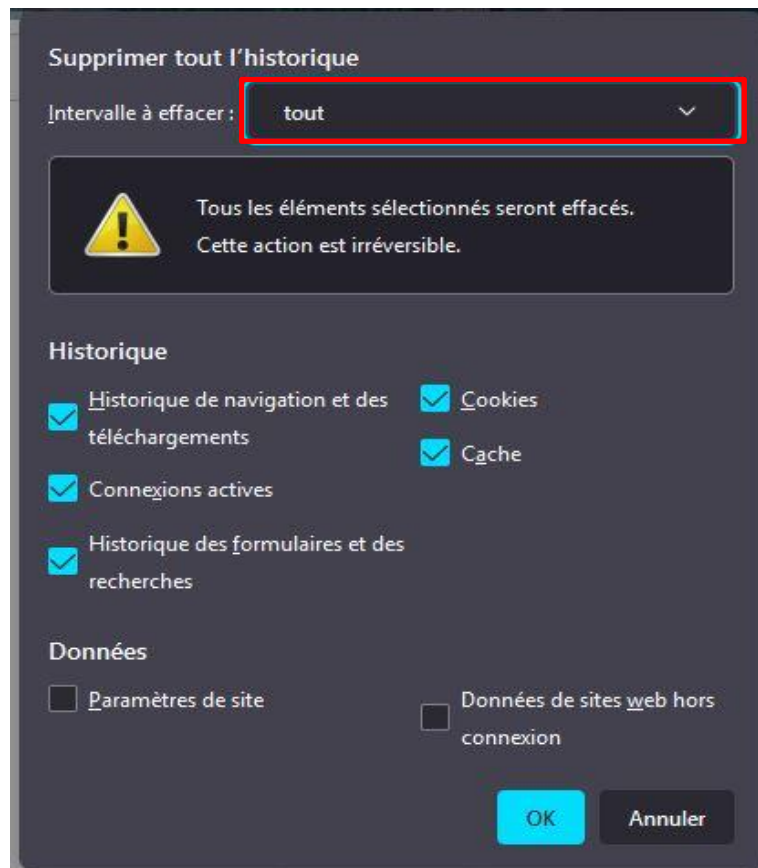 Supprimer tout l’historique
Intervalle à effacer : tout
Tous les éléments sélectionnés seront effacés.
Cette action est irréversible.
Historique
Historique de navigation et des
téléchargements
Cookies
Cache
Connexions actives
Historique des formulaires et des
recherches
Données
Paramètres de site
Données de sites web hors
connexion
OK Annuler